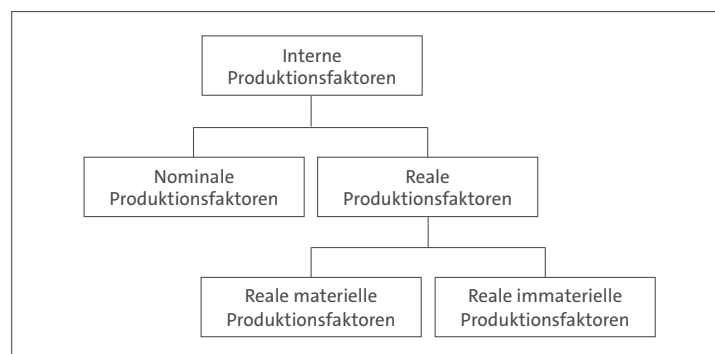 Interne
Produktionsfaktoren
Nominale
Produktionsfaktoren
Reale
Produktionsfaktoren
Reale materielle
Produktionsfaktoren
Reale immaterielle
Produktionsfaktoren